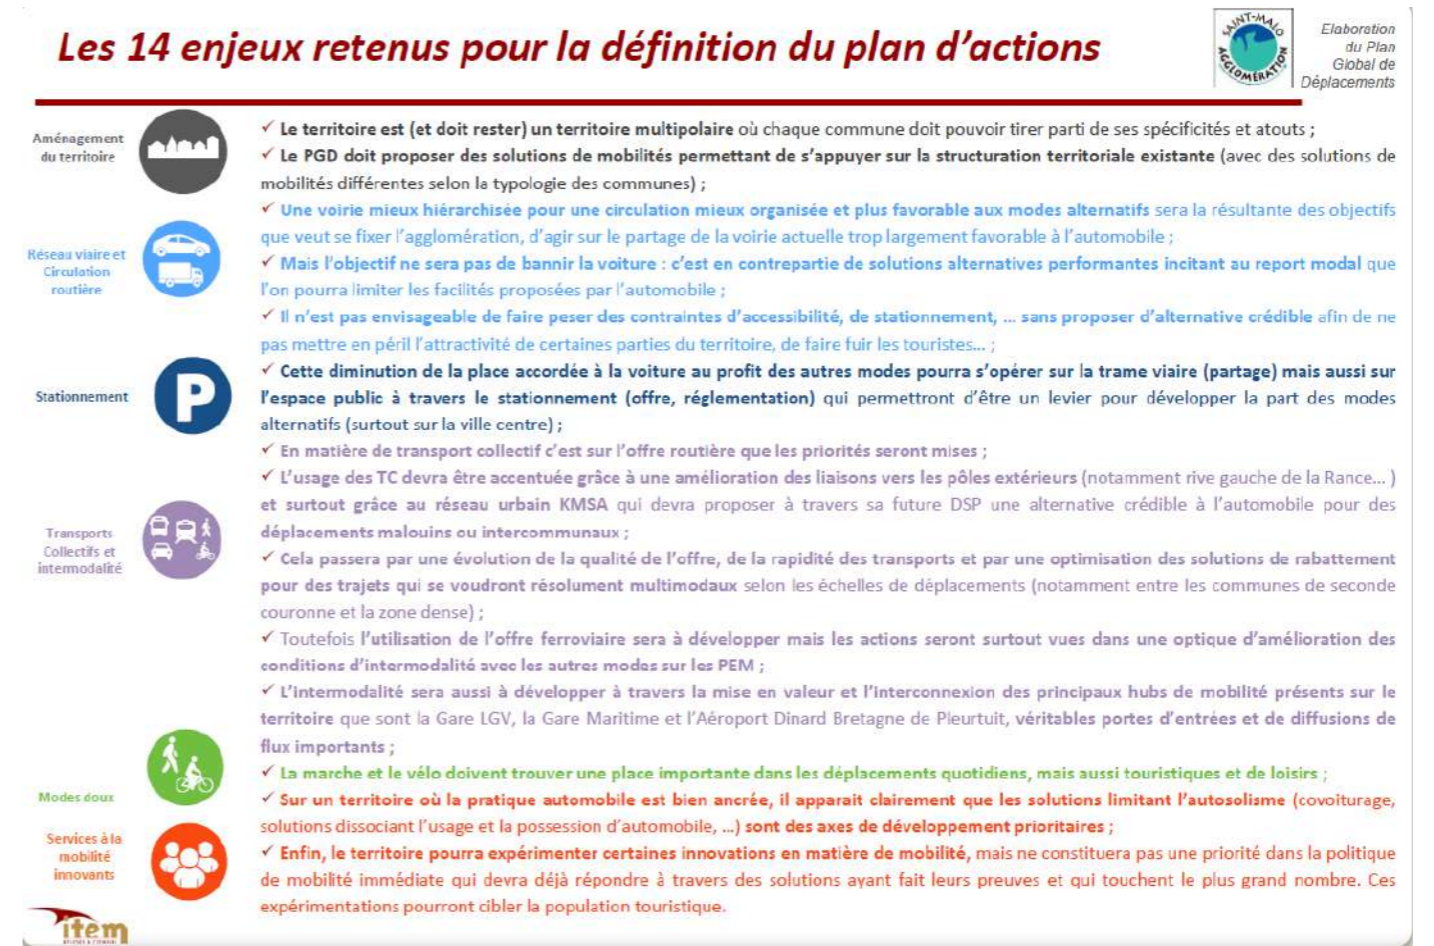 Les 14 enjeux retenus pour la définition du plan d'actions
SAINT-MALO AGGLOMÉRATION
Elaboration
du Plan
Global de
Déplacements
Aménagement
du territoire
✓ Le territoire est (et doit rester) un territoire multipolaire où chaque commune doit pouvoir tirer parti de ses spécificités et atouts ;
✓ Le PGD doit proposer des solutions de mobilités permettant de s'appuyer sur la structuration territoriale existante (avec des solutions de
mobilités différentes selon la typologie des communes) ;
Réseau viaire et
Circulation
routière
✓ Une voirie mieux hiérarchisée pour une circulation mieux organisée et plus favorable aux modes alternatifs sera la résultante des objectifs
que veut se fixer l'agglomération, d'agir sur le partage de la voirie actuelle trop largement favorable à l'automobile ;
✓ Mais l'objectif ne sera pas de bannir la voiture : c'est en contrepartie de solutions alternatives performantes incitant au report modal que
l'on pourra limiter les facilités proposées par l'automobile ;
✓ Il n'est pas envisageable de faire peser des contraintes d'accessibilité, de stationnement, ... sans proposer d'alternative crédible afin de ne
pas mettre en péril l'attractivité de certaines parties du territoire, de faire fuir les touristes... ;
Stationnement
P
✓ Cette diminution de la place accordée à la voiture au profit des autres modes pourra s'opérer sur la trame viaire (partage) mais aussi sur
l'espace public à travers le stationnement (offre, réglementation) qui permettront d'être un levier pour développer la part des modes
alternatifs (surtout sur la ville centre) ;
Transports
Collectifs et
intermodalité
✓ En matière de transport collectif c'est sur l'offre routière que les priorités seront mises ;
✓ L'usage des TC devra être accentuée grâce à une amélioration des liaisons vers les pôles extérieurs (notamment rive gauche de la Rance... )
et surtout grâce au réseau urbain KMSA qui devra proposer à travers sa future DSP une alternative crédible à l'automobile pour des
déplacements malouins ou intercommunaux ;
✓ Cela passera par une évolution de la qualité de l'offre, de la rapidité des transports et par une optimisation des solutions de rabattement
pour des trajets qui se voudront résolument multimodaux selon les échelles de déplacements (notamment entre les communes de seconde
couronne et la zone dense) ;
✓ Toutefois l'utilisation de l'offre ferroviaire sera à développer mais les actions seront surtout vues dans une optique d'amélioration des
conditions d'intermodalité avec les autres modes sur les PEM ;
✓ L'intermodalité sera aussi à développer à travers la mise en valeur et l'interconnexion des principaux hubs de mobilité présents sur le
territoire que sont la Gare LGV, la Gare Maritime et l'Aéroport Dinard Bretagne de Pleurtuit, véritables portes d'entrées et de diffusions de
flux importants ;
Modes doux
✓ La marche et le vélo doivent trouver une place importante dans les déplacements quotidiens, mais aussi touristiques et de loisirs ;
Services à la
mobilité
innovants
✓ Sur un territoire où la pratique automobile est bien ancrée, il apparait clairement que les solutions limitant l'autosolisme (covoiturage,
solutions dissociant l'usage et la possession d'automobile, ...) sont des axes de développement prioritaires ;
✓ Enfin, le territoire pourra expérimenter certaines innovations en matière de mobilité, mais ne constituera pas une priorité dans la politique
de mobilité immédiate qui devra déjà répondre à travers des solutions ayant fait leurs preuves et qui touchent le plus grand nombre. Ces
expérimentations pourront cibler la population touristique.
item